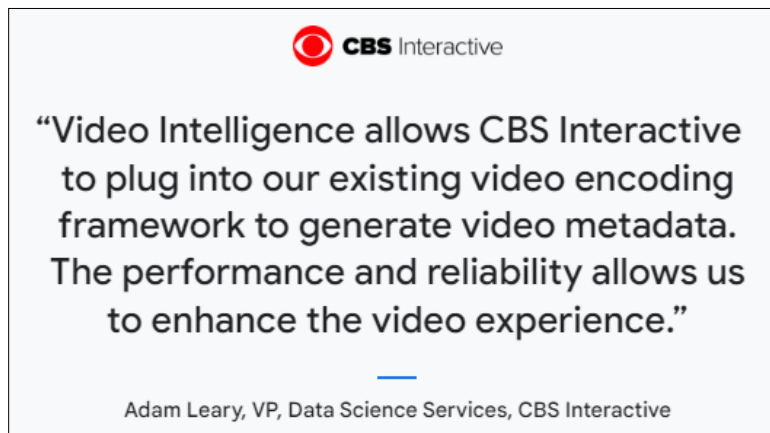 CBS Interactive
“Video Intelligence allows CBS Interactive
to plug into our existing video encoding
framework to generate video metadata.
The performance and reliability allows us
to enhance the video experience.”
Adam Leary, VP, Data Science Services, CBS Interactive